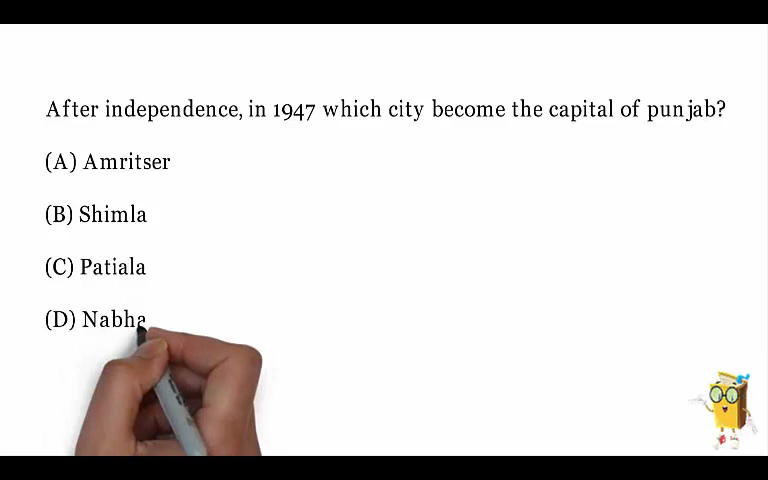 After independence, in 1947 which city become the capital of punjab?
(A) Amritser
(B) Shimla
(C) Patiala
(D) Nabha